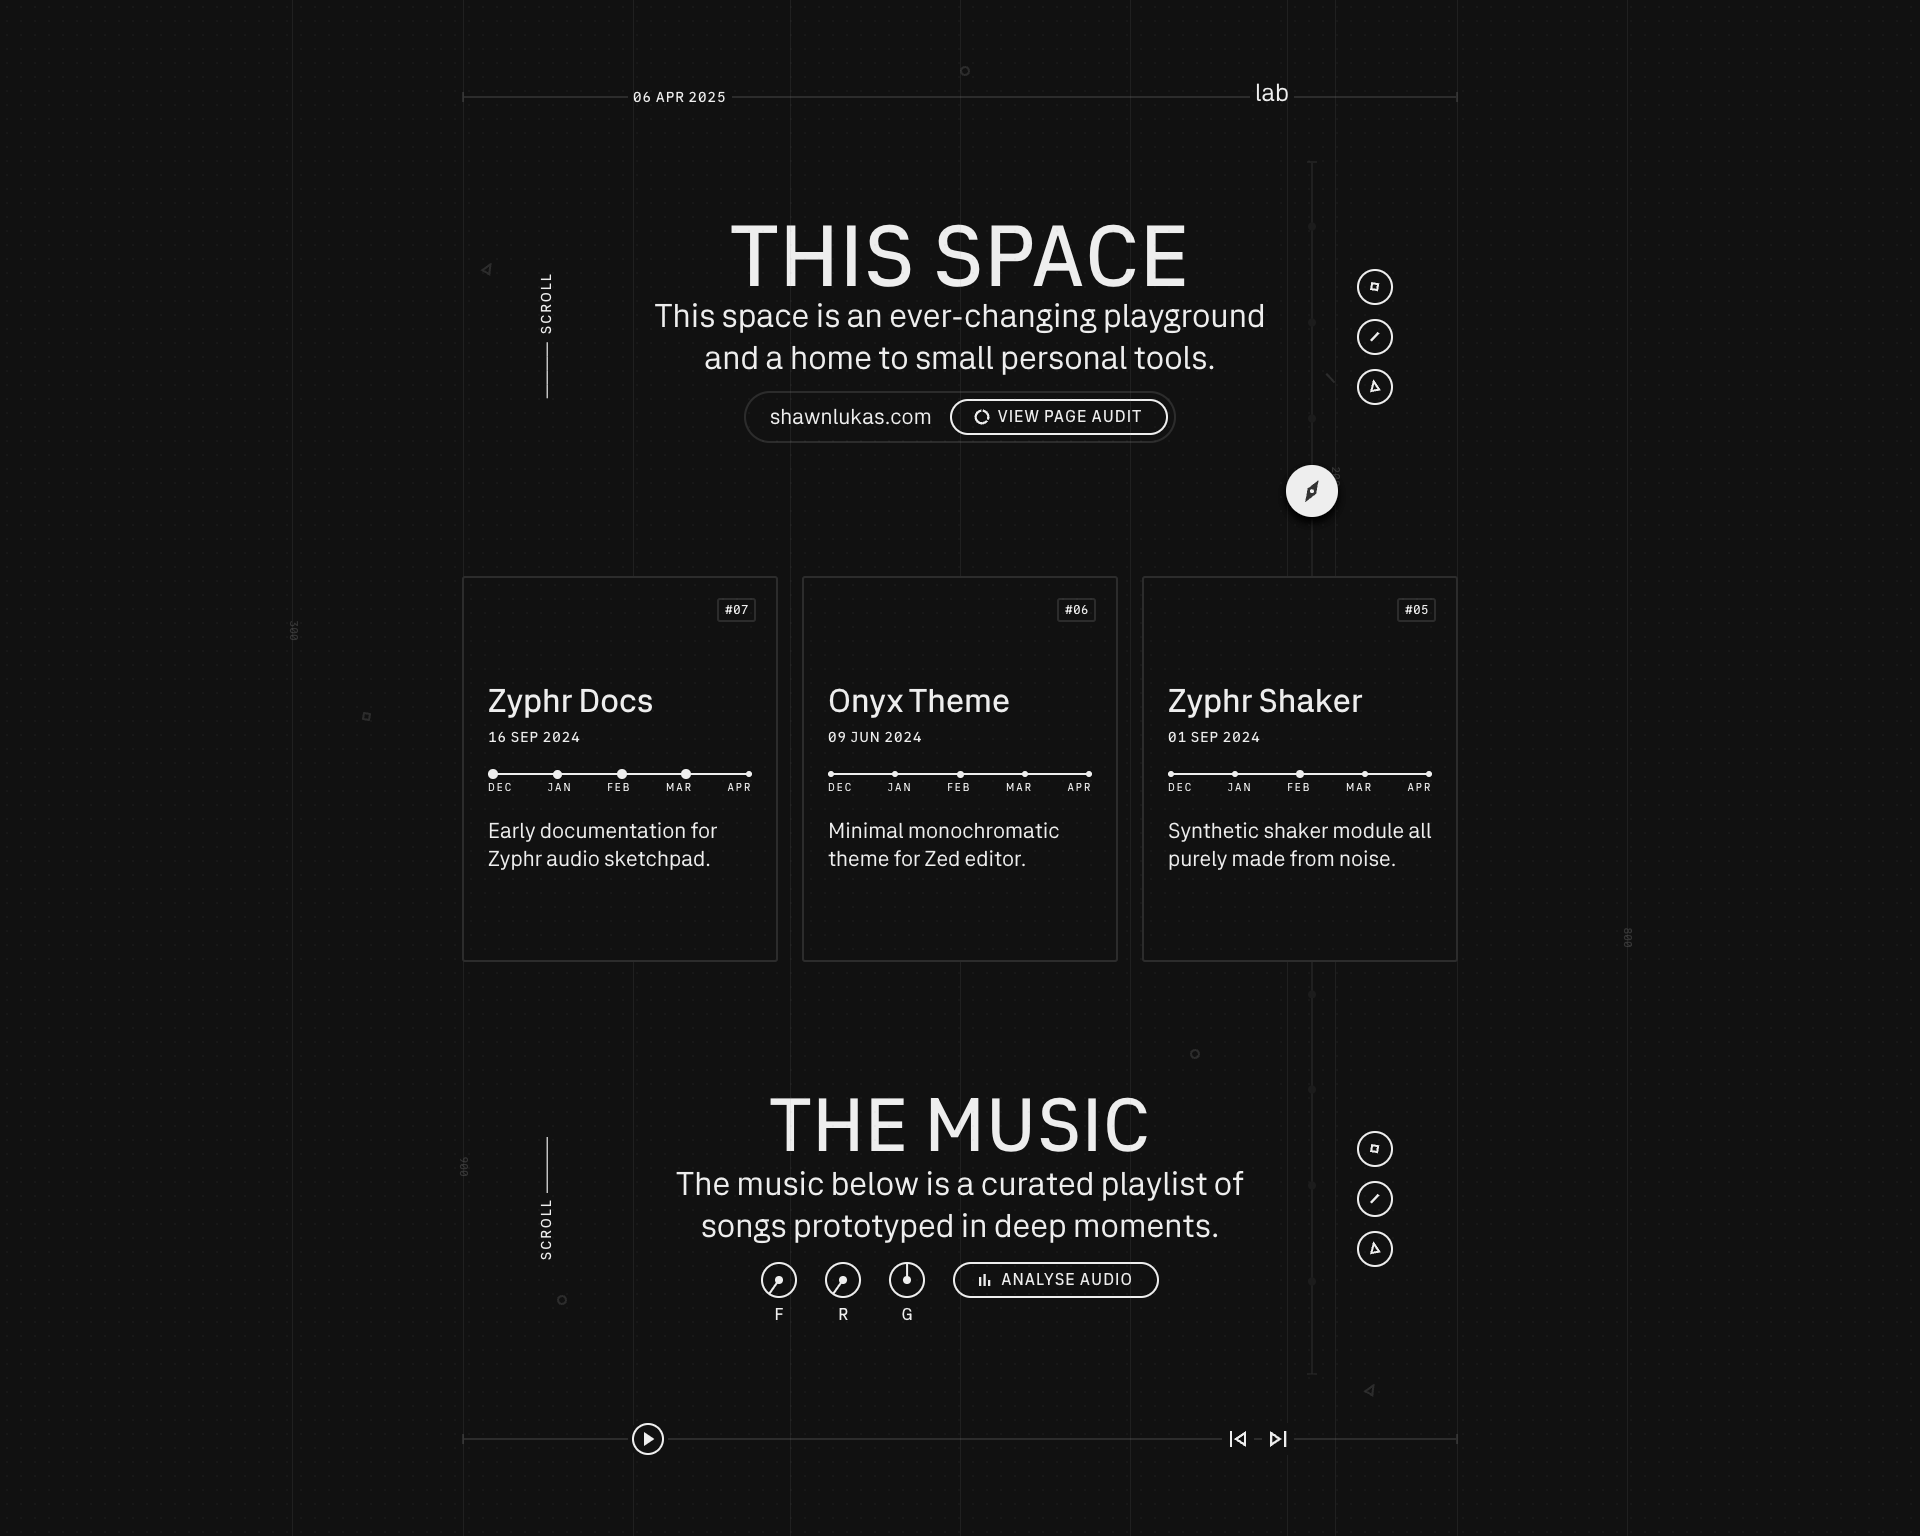 06 APR 2025
lab
THIS SPACE
SCROLL
This space is an ever-changing playground
and a home to small personal tools.
shawnlukas.com
VIEW PAGE AUDIT
#07
Zyphr Docs
16 SEP 2024
DEC JAN FEB MAR APR
Early documentation for
Zyphr audio sketchpad.
#06
Onyx Theme
09 JUN 2024
DEC JAN FEB MAR APR
Minimal monochromatic
theme for Zed editor.
#05
Zyphr Shaker
01 SEP 2024
DEC JAN FEB MAR APR
Synthetic shaker module all
purely made from noise.
300
800
THE MUSIC
900
SCROLL
The music below is a curated playlist of
songs prototyped in deep moments.
F R G
ANALYSE AUDIO